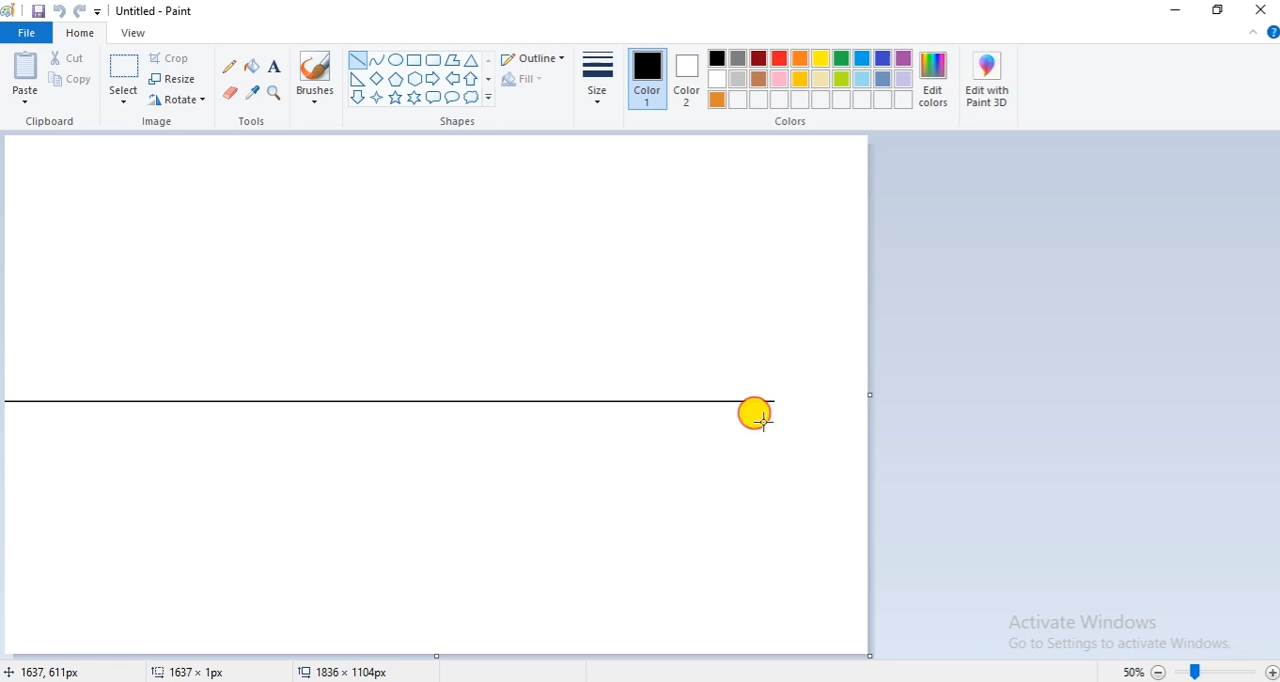 Untitled - Paint
File Home View
Paste
Cut
Copy
Clipboard
Select
Crop
Resize
Rotate
Image
A
Tools
Brushes
Outline
Fill
Shapes
Size
Color 1
Color 2
Edit colors
Colors
Edit with Paint 3D
Activate Windows
Go to Settings to activate Windows.
1637, 611px 1637 × 1px 1836 × 1104px 50%